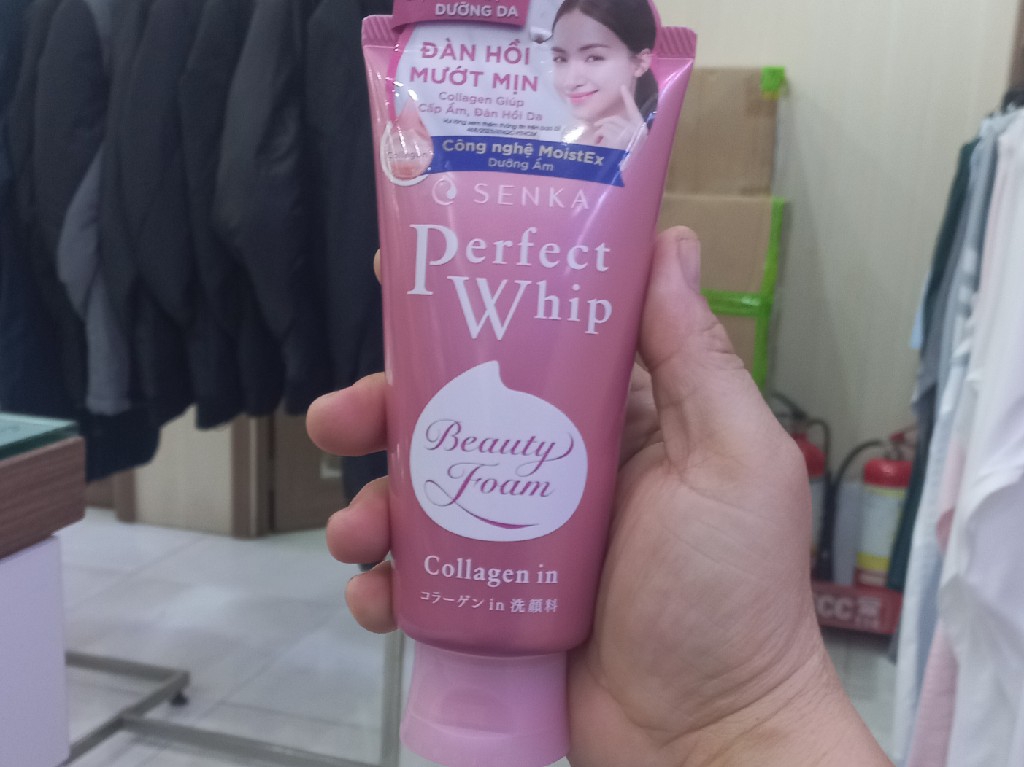 DƯỠNG DA
ĐÀN HỒI
MƯỚT MỊN
Collagen Giúp
Cấp Ẩm, Đàn Hồi Da
Collagen
Công nghệ MoistEx
Dưỡng Ẩm
SENKA
Perfect
Whip
Beauty
Foam
Collagen in
コラーゲン in 洗顔料